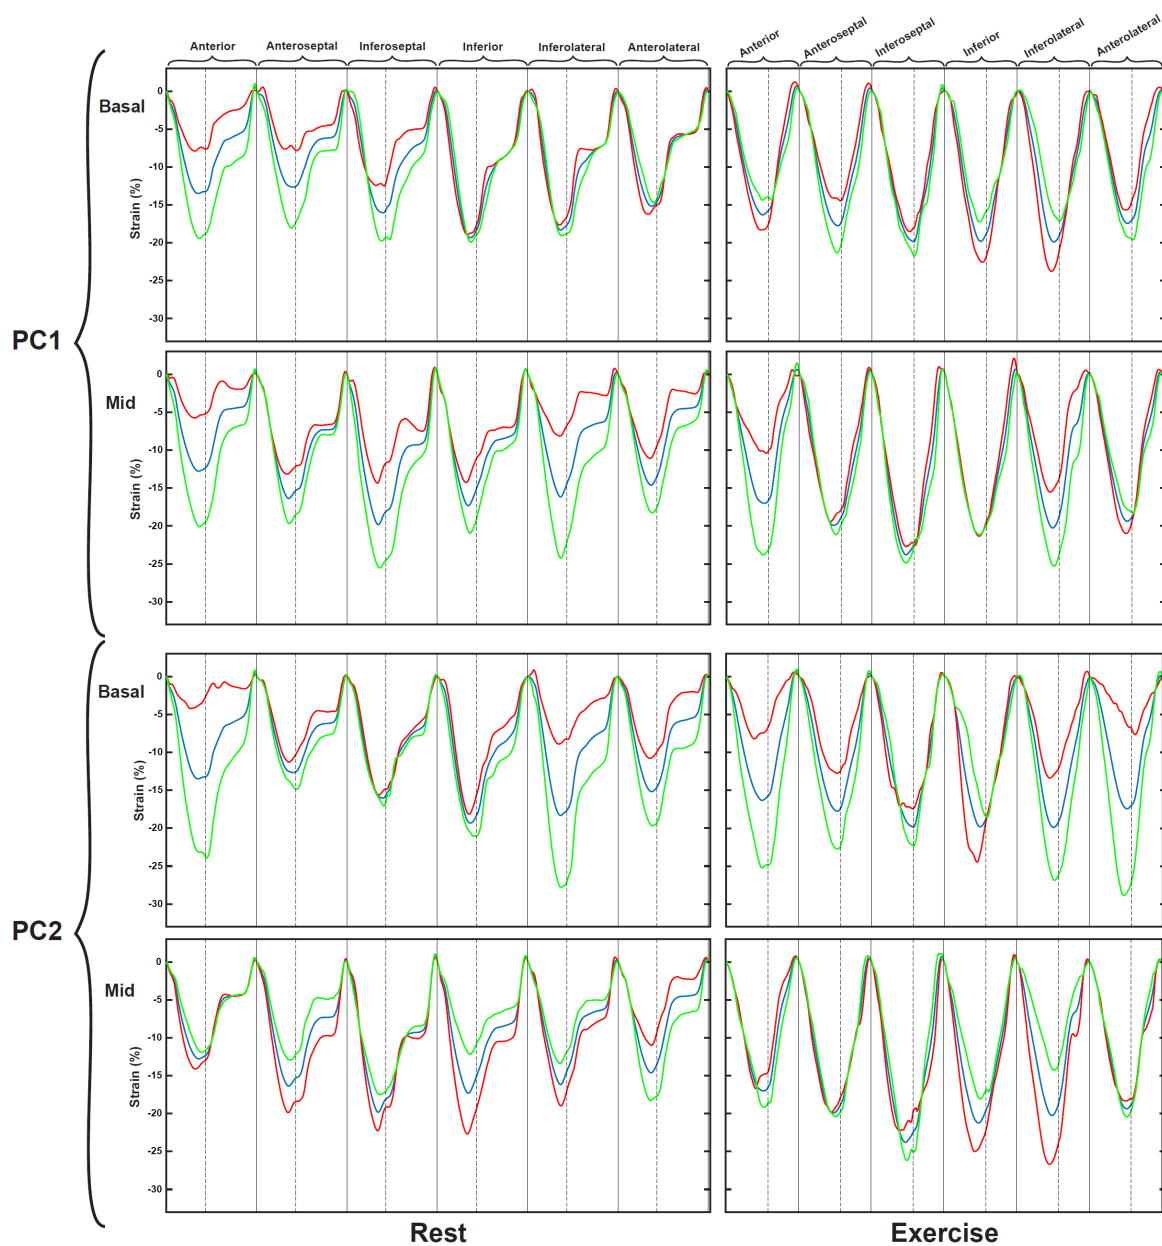 Anterior Anteroseptal Inferoseptal Inferior Inferolateral Anterolateral
Anterior Anteroseptal Inferoseptal Inferior Inferolateral Anterolateral
PC1
Basal
Strain (%)
0
-5
-10
-15
-20
-25
-30
Mid
Strain (%)
0
-5
-10
-15
-20
-25
-30
PC2
Basal
Strain (%)
0
-5
-10
-15
-20
-25
-30
Mid
Strain (%)
0
-5
-10
-15
-20
-25
-30
Rest Exercise